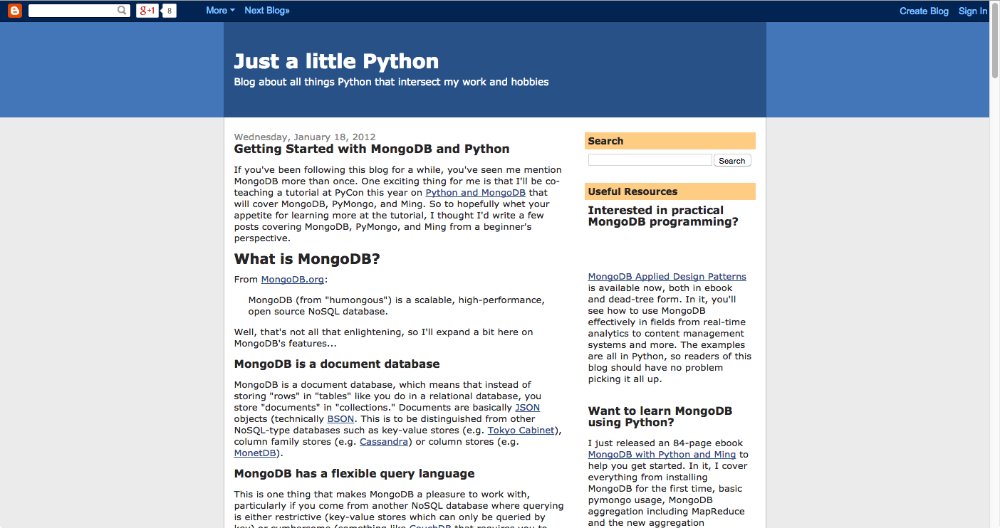 g+1 8 More Next Blog» Create Blog Sign In
Just a little Python
Blog about all things Python that intersect my work and hobbies
Wednesday, January 18, 2012
Getting Started with MongoDB and Python
If you've been following this blog for a while, you've seen me mention
MongoDB more than once. One exciting thing for me is that I'll be co-
teaching a tutorial at PyCon this year on Python and MongoDB that
will cover MongoDB, PyMongo, and Ming. So to hopefully whet your
appetite for learning more at the tutorial, I thought I'd write a few
posts covering MongoDB, PyMongo, and Ming from a beginner's
perspective.
What is MongoDB?
From MongoDB.org:
MongoDB (from "humongous") is a scalable, high-performance,
open source NoSQL database.
Well, that's not all that enlightening, so I'll expand a bit here on
MongoDB's features...
MongoDB is a document database
MongoDB is a document database, which means that instead of
storing "rows" in "tables" like you do in a relational database, you
store "documents" in "collections." Documents are basically JSON
objects (technically BSON. This is to be distinguished from other
NoSQL-type databases such as key-value stores (e.g. Tokyo Cabinet),
column family stores (e.g. Cassandra) or column stores (e.g.
MonetDB).
MongoDB has a flexible query language
This is one thing that makes MongoDB a pleasure to work with,
particularly if you come from another NoSQL database where querying
is either restrictive (key-value stores which can only be queried by
key) or cumbersome (something like CouchDB that requires you to
Search
Search
Useful Resources
Interested in practical
MongoDB programming?
MongoDB Applied Design Patterns
is available now, both in ebook
and dead-tree form. In it, you'll
see how to use MongoDB
effectively in fields from real-time
analytics to content management
systems and more. The examples
are all in Python, so readers of this
blog should have no problem
picking it all up.
Want to learn MongoDB
using Python?
I just released an 84-page ebook
MongoDB with Python and Ming to
help you get started. In it, I cover
everything from installing
MongoDB for the first time, basic
pymongo usage, MongoDB
aggregation including MapReduce
and the new aggregation